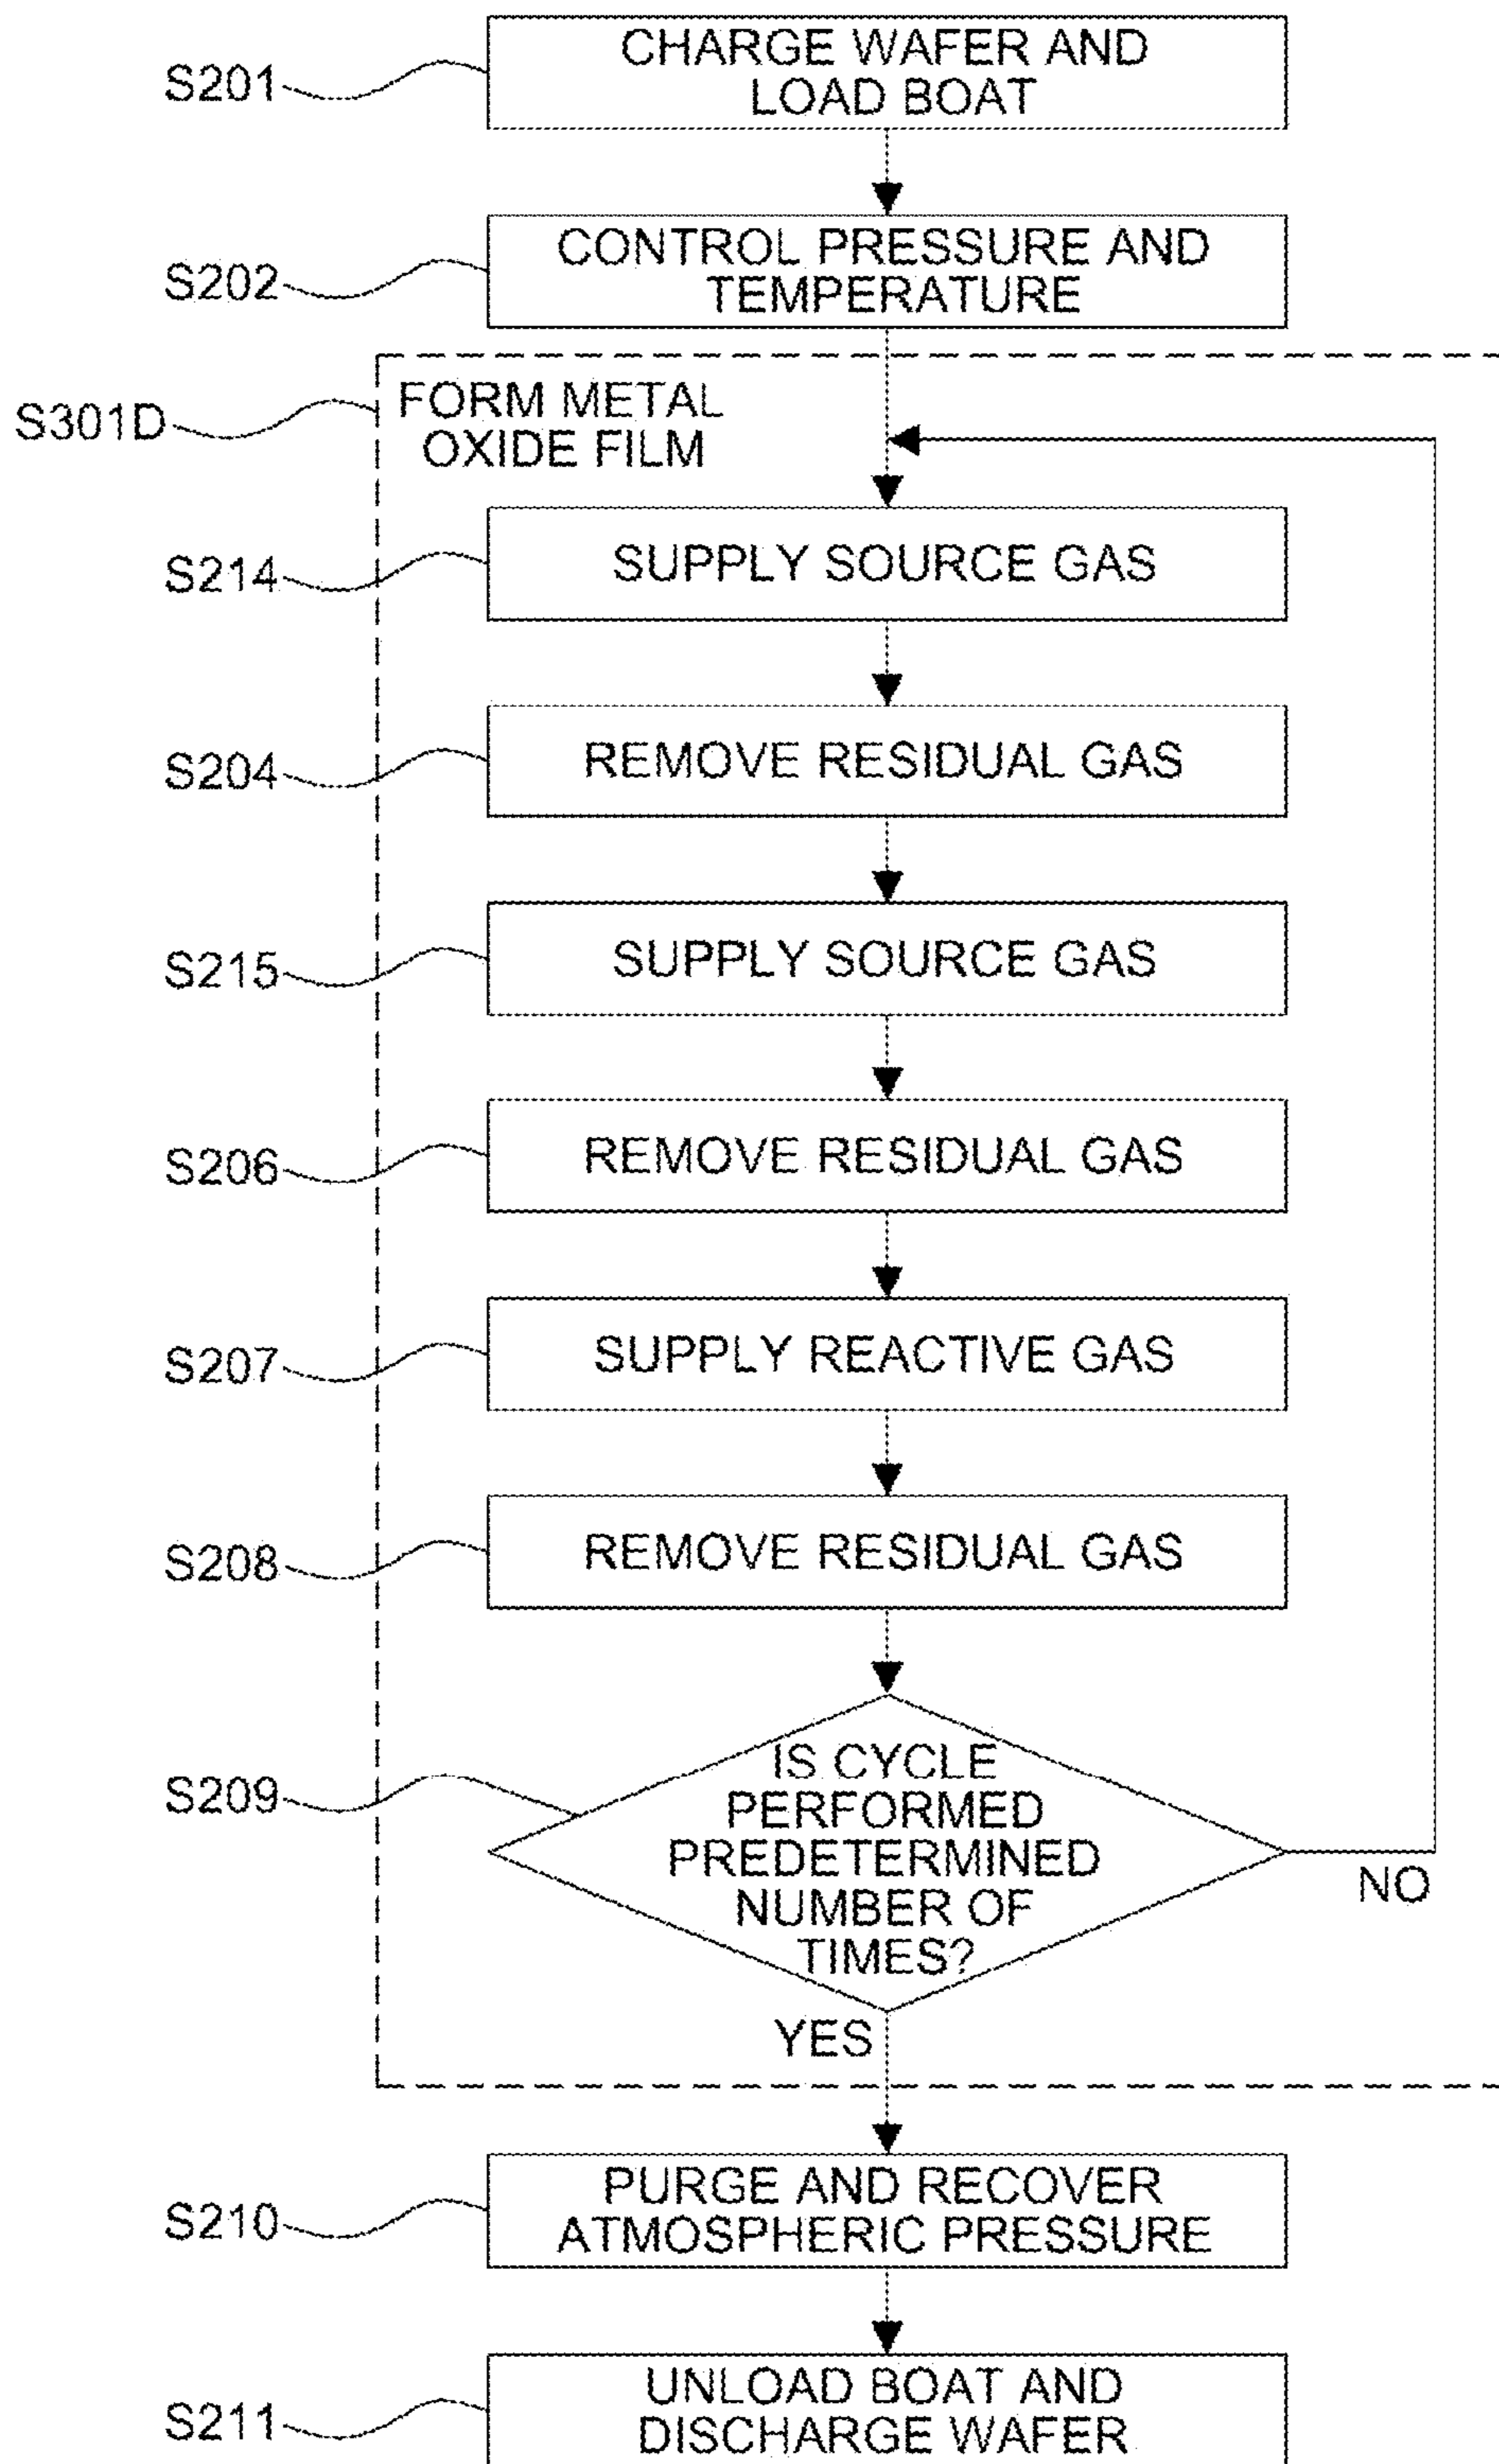 S201
CHARGE WAFER AND
LOAD BOAT
S202
CONTROL PRESSURE AND
TEMPERATURE
S301D
FORM METAL
OXIDE FILM
S214
SUPPLY SOURCE GAS
S204
REMOVE RESIDUAL GAS
S215
SUPPLY SOURCE GAS
S206
REMOVE RESIDUAL GAS
S207
SUPPLY REACTIVE GAS
S208
REMOVE RESIDUAL GAS
S209
IS CYCLE
PERFORMED
PREDETERMINED
NUMBER OF
TIMES?
NO
YES
S210
PURGE AND RECOVER
ATMOSPHERIC PRESSURE
S211
UNLOAD BOAT AND
DISCHARGE WAFER